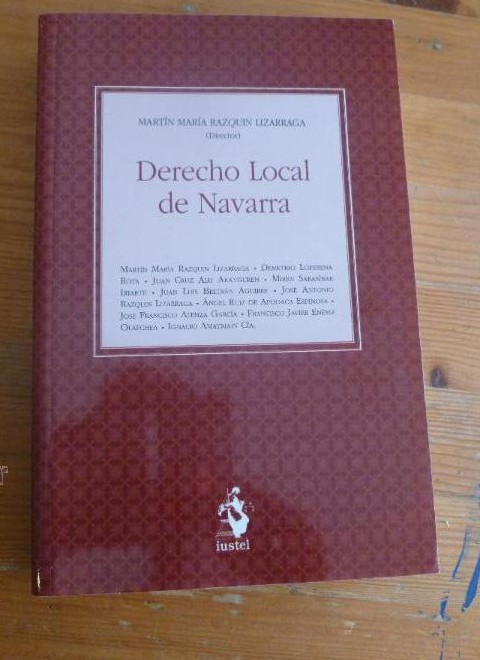 MARTÍN MARÍA RAZQUIN LIZARRAGA
(Director)
Derecho Local
de Navarra
MARTÍN MARÍA RAZQUIN LIZARRAGA • DEMETRIO LOPERENA
ROTA • JUAN CRUZ ALLI ARANGUREN • MIREN SARASÍBAR
IRIARTE • JUAN LUIS BELTRÁN AGUIRRE • JOSÉ ANTONIO
RAZQUIN LIZARRAGA • ÁNGEL RUIZ DE APODACA ESPINOSA •
JOSÉ FRANCISCO ALENZA GARCÍA • FRANCISCO JAVIER ENÉRIZ
OLAECHEA • IGNACIO AMATRIAIN CÍA.
iustel